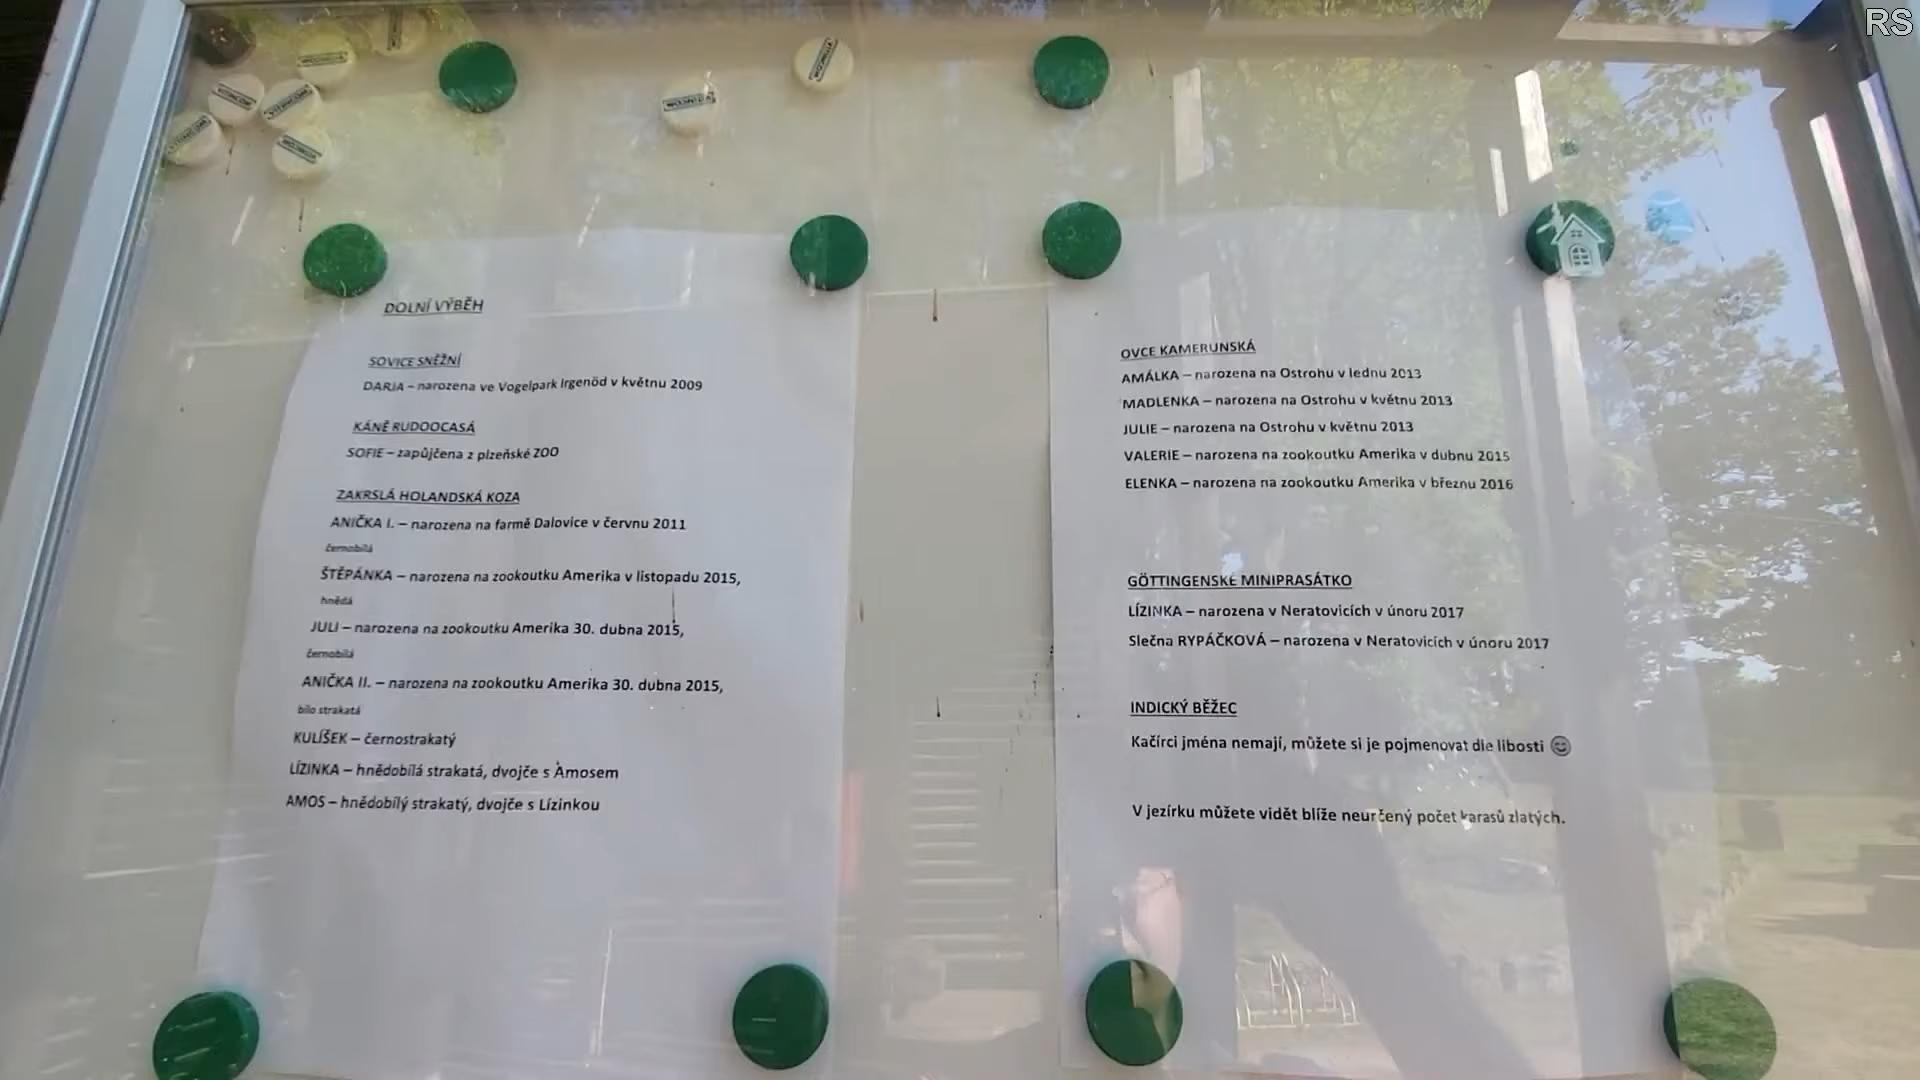 RS
VITINCOM
VITINCOM
DOLNÍ VÝBĚH
SOVICE SNĚŽNÍ
DARJA – narozena ve Vogelpark Irgenöd v květnu 2009
KÁNĚ RUDOOCASÁ
SOFIE – zapůjčena z plzeňské ZOO
ZAKRSLÁ HOLANDSKÁ KOZA
ANIČKA I. – narozena na farmě Dalovice v červnu 2011
černobílá
ŠTĚPÁNKA – narozena na zookoutku Amerika v listopadu 2015,
hnědá
JULI – narozena na zookoutku Amerika 30. dubna 2015,
černobílá
ANIČKA II. – narozena na zookoutku Amerika 30. dubna 2015,
bílo strakatá
KULÍŠEK – černostrakatý
LÍZINKA – hnědobílá strakatá, dvojče s Amosem
AMOS – hnědobílý strakatý, dvojče s Lízinkou
OVCE KAMERUNSKÁ
AMÁLKA – narozena na Ostrohu v lednu 2013
MADLENKA – narozena na Ostrohu v květnu 2013
JULIE – narozena na Ostrohu v květnu 2013
VALERIE – narozena na zookoutku Amerika v dubnu 2015
ELENKA – narozena na zookoutku Amerika v březnu 2016
GÖTTINGENSKÉ MINIPRASÁTKO
LÍZINKA – narozena v Neratovicích v únoru 2017
Slečna RYPÁČKOVÁ – narozena v Neratovicích v únoru 2017
INDICKÝ BĚŽEC
Kačírci jména nemají, můžete si je pojmenovat dle libosti ☺
V jezírku můžete vidět blíže neurčený počet karasů zlatých.